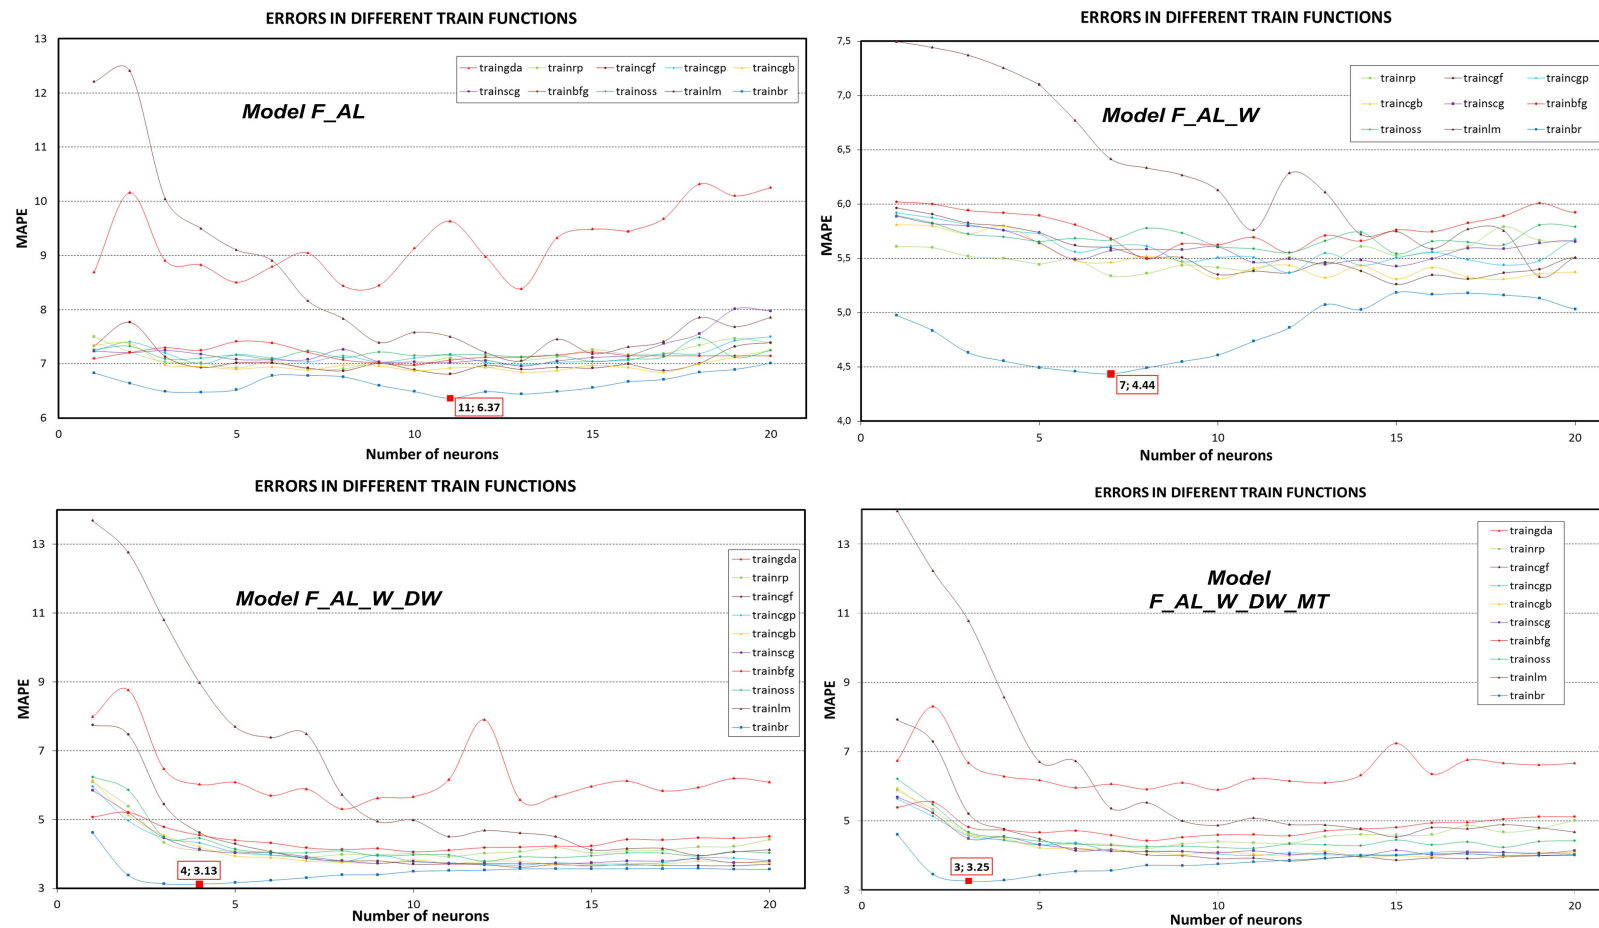 ERRORS IN DIFFERENT TRAIN FUNCTIONS
13
12
11
10
9
8
7
6
MAPE
traingda trainrp traincgf traincgp traincgb
trainscg trainbfg trainoss trainlm trainbr
Model F_AL
11; 6.37
0 5 10 15 20
Number of neurons
ERRORS IN DIFFERENT TRAIN FUNCTIONS
7,5
7,0
6,5
6,0
5,5
5,0
4,5
4,0
MAPE
trainrp traincgf traincgp
traincgb trainscg trainbfg
trainoss trainlm trainbr
Model F_AL_W
7; 4.44
0 5 10 15 20
Number of neurons
ERRORS IN DIFFERENT TRAIN FUNCTIONS
13
11
9
7
5
3
MAPE
traingda
trainrp
traincgf
traincgp
traincgb
trainscg
trainbfg
trainoss
trainlm
trainbr
Model F_AL_W_DW
4; 3.13
0 5 10 15 20
Number of neurons
ERRORS IN DIFFERENT TRAIN FUNCTIONS
13
11
9
7
5
3
MAPE
traingda
trainrp
traincgf
traincgp
traincgb
trainscg
trainbfg
trainoss
trainlm
trainbr
Model
F_AL_W_DW_MT
3; 3.25
0 5 10 15 20
Number of neurons